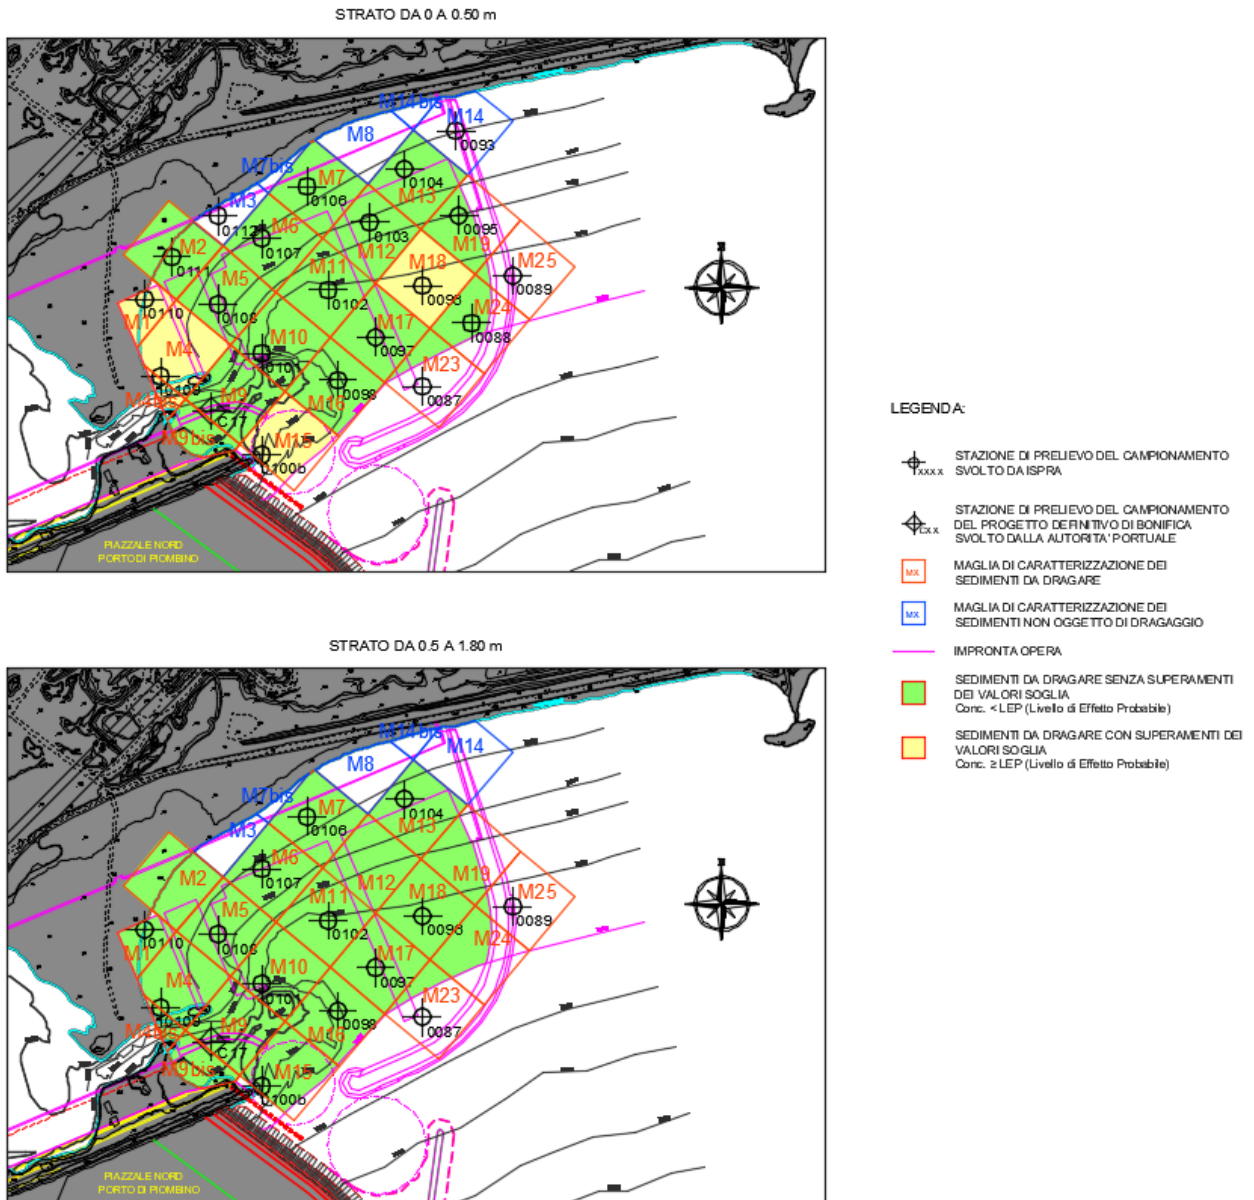 STRATO DA 0 A 0.50 m
M14bis
M14
M8
0093
M7bis
M7
0104
0106
M13
M3
0112
M6
0103
0095
0107
M2
M12
M19
0111
M11
M18
M25
M5
0102
0089
0110
0108
M1
M10
M17
M24
0088
0097
M4
0101
M23
0109
0087
M9
M16
C17
M9bis
M15
0100b
PIAZZALE NORD
PORTO DI PIOMBINO
STRATO DA 0.5 A 1.80 m
M14bis
M14
M8
M7bis
M7
0104
0106
M13
M3
M6
0107
M2
M12
M19
M11
M18
M25
M5
0102
0089
0110
0108
M1
M10
M17
M24
0097
M4
0101
M23
0109
0087
M9
M16
C17
M9bis
M15
0100b
PIAZZALE NORD
PORTO DI PIOMBINO
LEGENDA:
XXXX
STAZIONE DI PRELIEVO DEL CAMPIONAMENTO
SVOLTO DA ISPRA
CXX
STAZIONE DI PRELIEVO DEL CAMPIONAMENTO
DEL PROGETTO DEFINITIVO DI BONIFICA
SVOLTO DALLA AUTORITA' PORTUALE
MX
MAGLIA DI CARATTERIZZAZIONE DEI
SEDIMENTI DA DRAGARE
MX
MAGLIA DI CARATTERIZZAZIONE DEI
SEDIMENTI NON OGGETTO DI DRAGAGGIO
IMPRONTA OPERA
SEDIMENTI DA DRAGARE SENZA SUPERAMENTI
DEI VALORI SOGLIA
Conc. < LEP (Livello di Effetto Probabile)
SEDIMENTI DA DRAGARE CON SUPERAMENTI DEI
VALORI SOGLIA
Conc. ≥ LEP (Livello di Effetto Probabile)